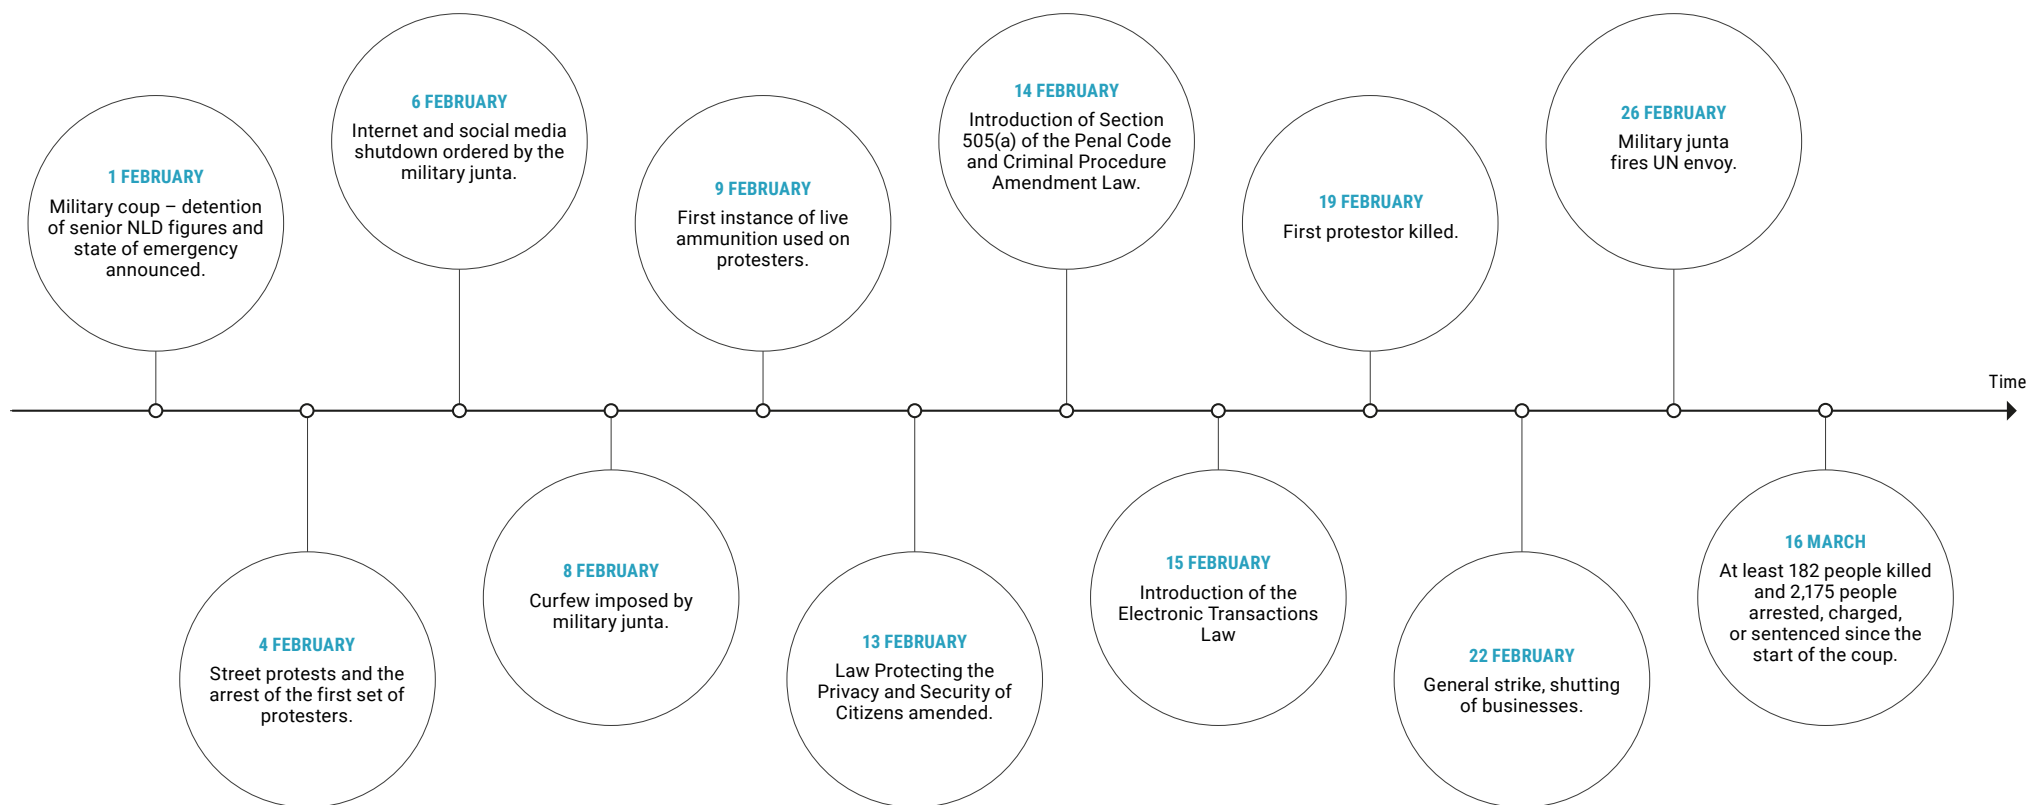 1 FEBRUARY
Military coup – detention
of senior NLD figures and
state of emergency
announced.
4 FEBRUARY
Street protests and the
arrest of the first set of
protesters.
6 FEBRUARY
Internet and social media
shutdown ordered by the
military junta.
8 FEBRUARY
Curfew imposed by
military junta.
9 FEBRUARY
First instance of live
ammunition used on
protesters.
13 FEBRUARY
Law Protecting the
Privacy and Security of
Citizens amended.
14 FEBRUARY
Introduction of Section
505(a) of the Penal Code
and Criminal Procedure
Amendment Law.
15 FEBRUARY
Introduction of the
Electronic Transactions
Law
19 FEBRUARY
First protestor killed.
22 FEBRUARY
General strike, shutting
of businesses.
26 FEBRUARY
Military junta
fires UN envoy.
16 MARCH
At least 182 people killed
and 2,175 people
arrested, charged,
or sentenced since the
start of the coup.
Time